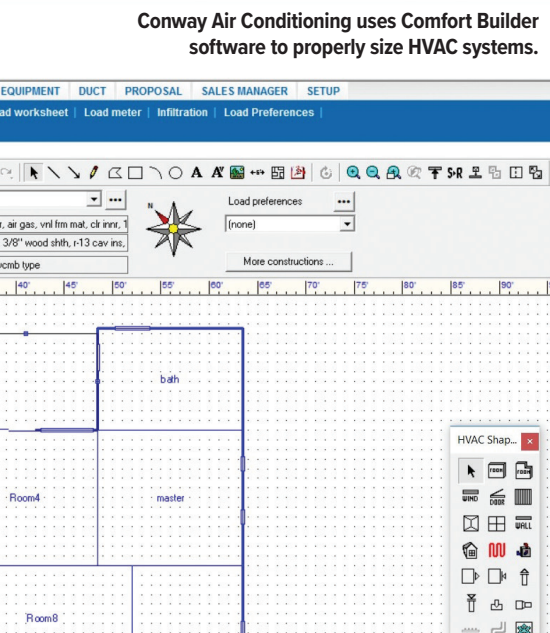 Conway Air Conditioning uses Comfort Builder
software to properly size HVAC systems.
EQUIPMENT DUCT PROPOSAL SALES MANAGER SETUP
ad worksheet | Load meter | Infiltration | Load Preferences |
A A S•R
N
Load preferences ...
...
r, air gas, vnl frm mat, clr innr, 1
(none)
3/8" wood shth, r-13 cav ins,
More constructions ...
40' 45' 50' 55' 60' 65' 70' 75' 80' 85' 90'
bath
HVAC Shap...
ROOM ROOM
WIND DOOR
Room4
master
WALL
Room8